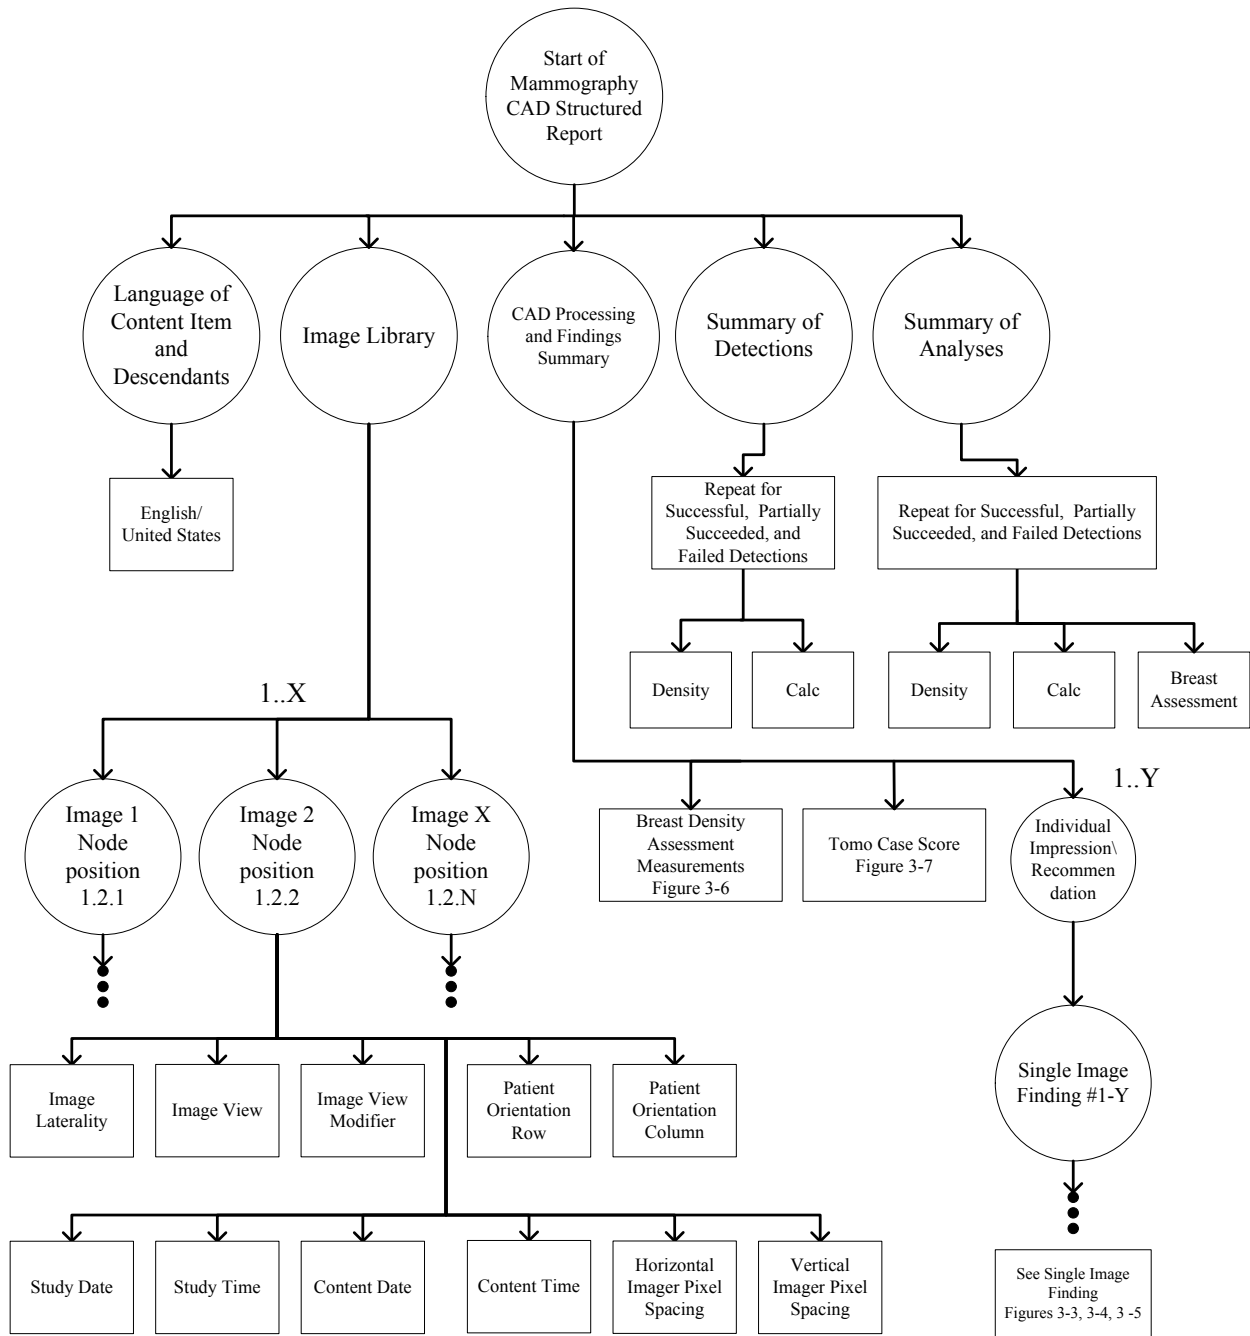 Start of
Mammography
CAD Structured
Report
Language of
Content Item
and
Descendants
Image Library
CAD Processing
and Findings
Summary
Summary of
Detections
Summary of
Analyses
English/
United States
Repeat for
Successful, Partially
Succeeded, and
Failed Detections
Repeat for Successful, Partially
Succeeded, and Failed Detections
Density
Calc
Density
Calc
Breast
Assessment
1..X
1..Y
Image 1
Node
position
1.2.1
Image 2
Node
position
1.2.2
Image X
Node
position
1.2.N
Breast Density
Assessment
Measurements
Figure 3-6
Tomo Case Score
Figure 3-7
Individual
Impression\
Recommen
dation
Single Image
Finding #1-Y
Image
Laterality
Image View
Image View
Modifier
Patient
Orientation
Row
Patient
Orientation
Column
Study Date
Study Time
Content Date
Content Time
Horizontal
Imager Pixel
Spacing
Vertical
Imager Pixel
Spacing
See Single Image
Finding
Figures 3-3, 3-4, 3 -5